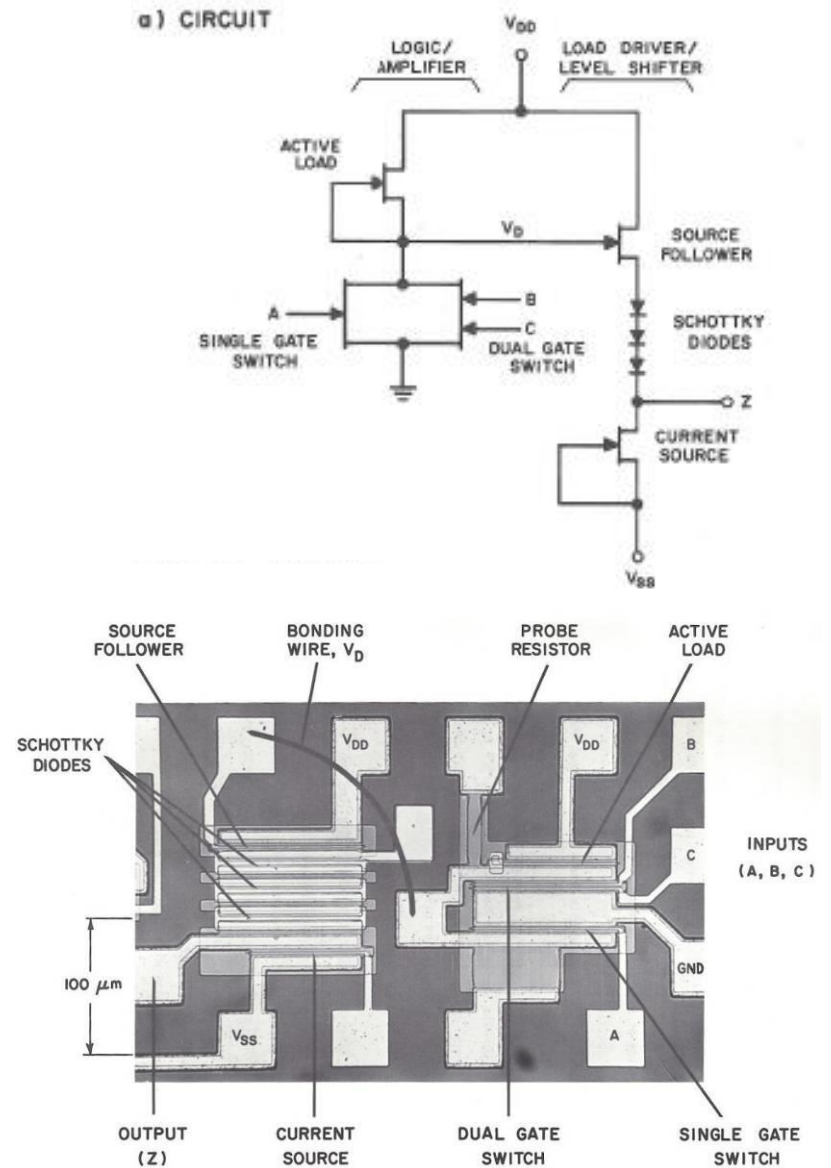 a) CIRCUIT
VDD
LOGIC/
AMPLIFIER
LOAD DRIVER/
LEVEL SHIFTER
ACTIVE
LOAD
VD
SOURCE
FOLLOWER
A
B
C
SINGLE GATE
SWITCH
DUAL GATE
SWITCH
SCHOTTKY
DIODES
Z
CURRENT
SOURCE
VSS
SOURCE
FOLLOWER
BONDING
WIRE, VD
PROBE
RESISTOR
ACTIVE
LOAD
SCHOTTKY
DIODES
VDD
VDD
B
C
INPUTS
(A, B, C)
100 μm
GND
VSS
A
OUTPUT
(Z)
CURRENT
SOURCE
DUAL GATE
SWITCH
SINGLE GATE
SWITCH